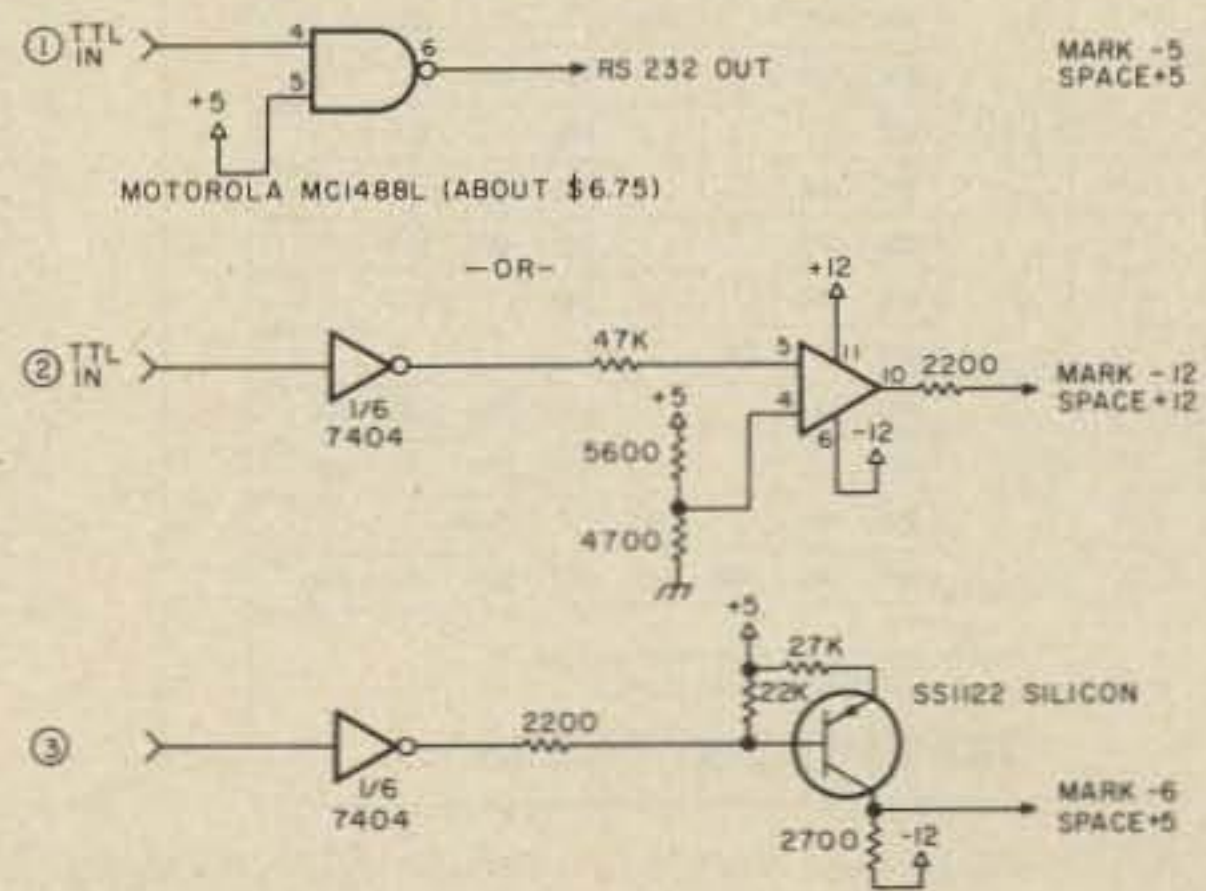 ① TTL IN
4
5
6
+5
RS 232 OUT
MARK -5
SPACE+5
MOTOROLA MC1488L (ABOUT $6.75)
-OR-
② TTL IN
1/6
7404
47K
5
4
+12
11
10
6
-12
2200
MARK -12
SPACE +12
+5
5600
4700
③
1/6
7404
2200
+5
27K
22K
SS1122 SILICON
MARK -6
SPACE+5
2700
-12